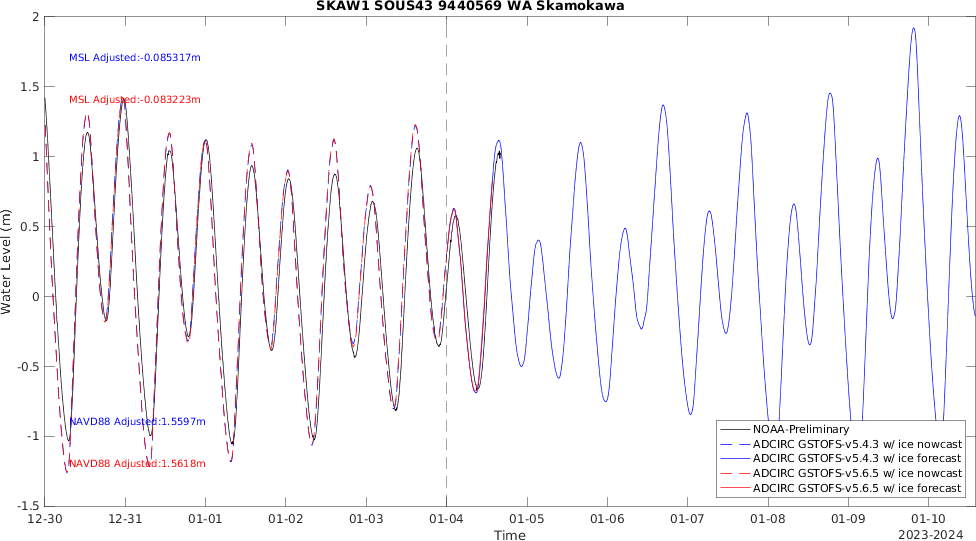 SKAW1 SOUS43 9440569 WA Skamokawa
MSL Adjusted:-0.085317m
MSL Adjusted:-0.083223m
NAVD88 Adjusted:1.5597m
NAVD88 Adjusted:1.5618m
Water Level (m)
2
1.5
1
0.5
0
-0.5
-1
-1.5
NOAA-Preliminary
ADCIRC GSTOFS-v5.4.3 w/ ice nowcast
ADCIRC GSTOFS-v5.4.3 w/ ice forecast
ADCIRC GSTOFS-v5.6.5 w/ ice nowcast
ADCIRC GSTOFS-v5.6.5 w/ ice forecast
12-30 12-31 01-01 01-02 01-03 01-04 01-05 01-06 01-07 01-08 01-09 01-10
Time
2023-2024